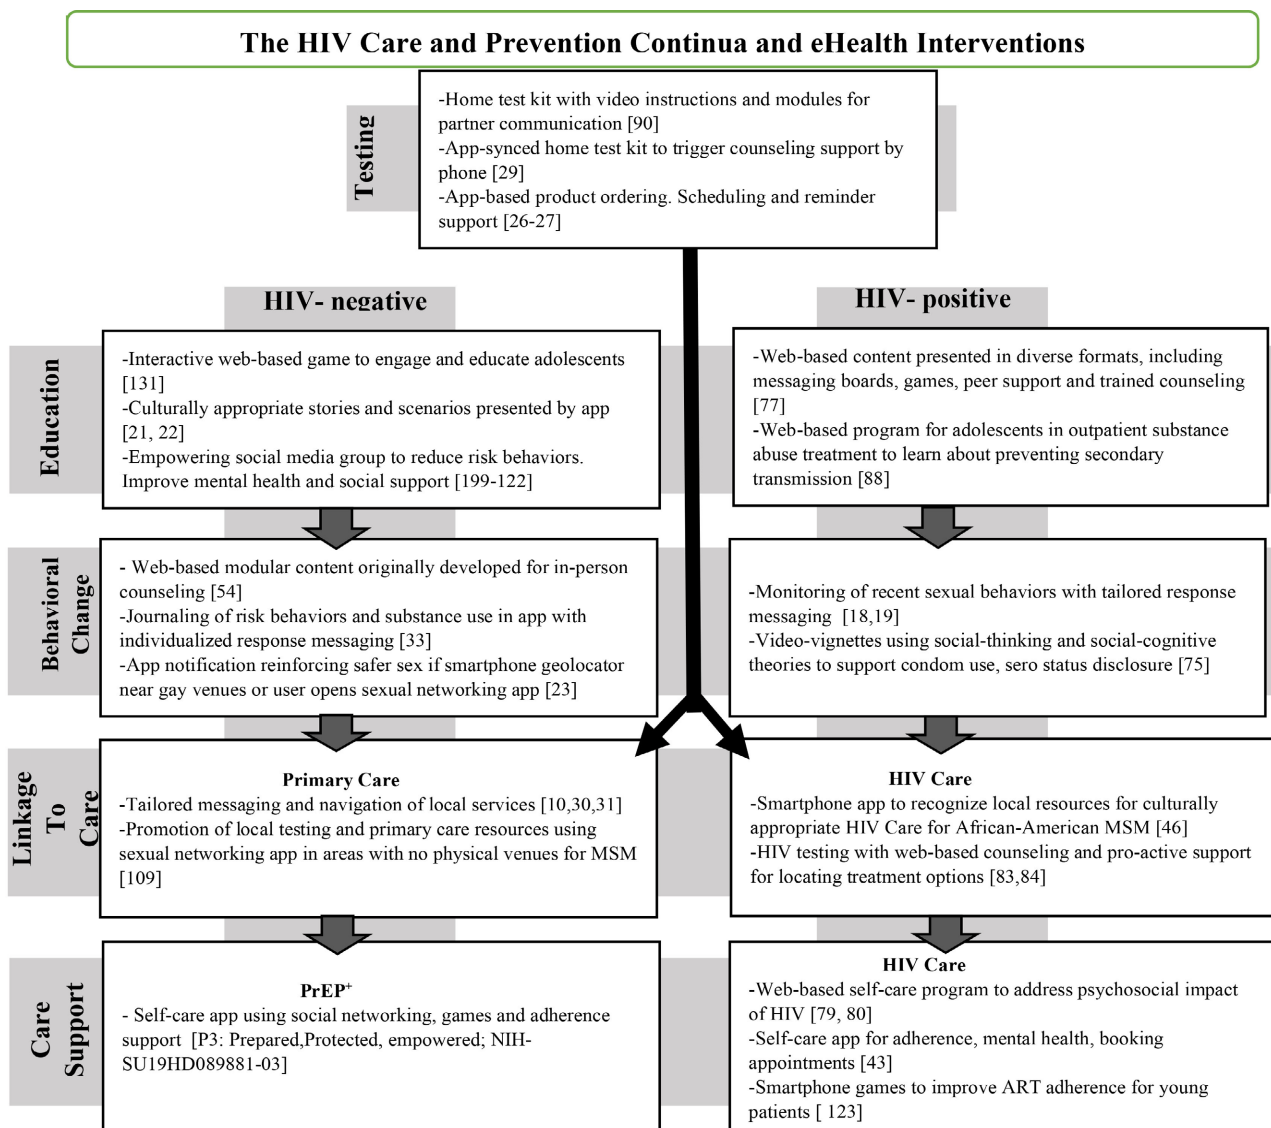 The HIV Care and Prevention Continua and eHealth Interventions
Testing
-Home test kit with video instructions and modules for
partner communication [90]
-App-synced home test kit to trigger counseling support by
phone [29]
-App-based product ordering. Scheduling and reminder
support [26-27]
HIV- negative
HIV- positive
Education
-Interactive web-based game to engage and educate adolescents
[131]
-Culturally appropriate stories and scenarios presented by app
[21, 22]
-Empowering social media group to reduce risk behaviors.
Improve mental health and social support [199-122]
-Web-based content presented in diverse formats, including
messaging boards, games, peer support and trained counseling
[77]
-Web-based program for adolescents in outpatient substance
abuse treatment to learn about preventing secondary
transmission [88]
Behavioral
Change
- Web-based modular content originally developed for in-person
counseling [54]
-Journaling of risk behaviors and substance use in app with
individualized response messaging [33]
-App notification reinforcing safer sex if smartphone geolocator
near gay venues or user opens sexual networking app [23]
-Monitoring of recent sexual behaviors with tailored response
messaging [18,19]
-Video-vignettes using social-thinking and social-cognitive
theories to support condom use, sero status disclosure [75]
Linkage
To
Care
Primary Care
-Tailored messaging and navigation of local services [10,30,31]
-Promotion of local testing and primary care resources using
sexual networking app in areas with no physical venues for MSM
[109]
HIV Care
-Smartphone app to recognize local resources for culturally
appropriate HIV Care for African-American MSM [46]
-HIV testing with web-based counseling and pro-active support
for locating treatment options [83,84]
Care
Support
PrEP+
- Self-care app using social networking, games and adherence
support [P3: Prepared,Protected, empowered; NIH-
SU19HD089881-03]
HIV Care
-Web-based self-care program to address psychosocial impact
of HIV [79, 80]
-Self-care app for adherence, mental health, booking
appointments [43]
-Smartphone games to improve ART adherence for young
patients [ 123]